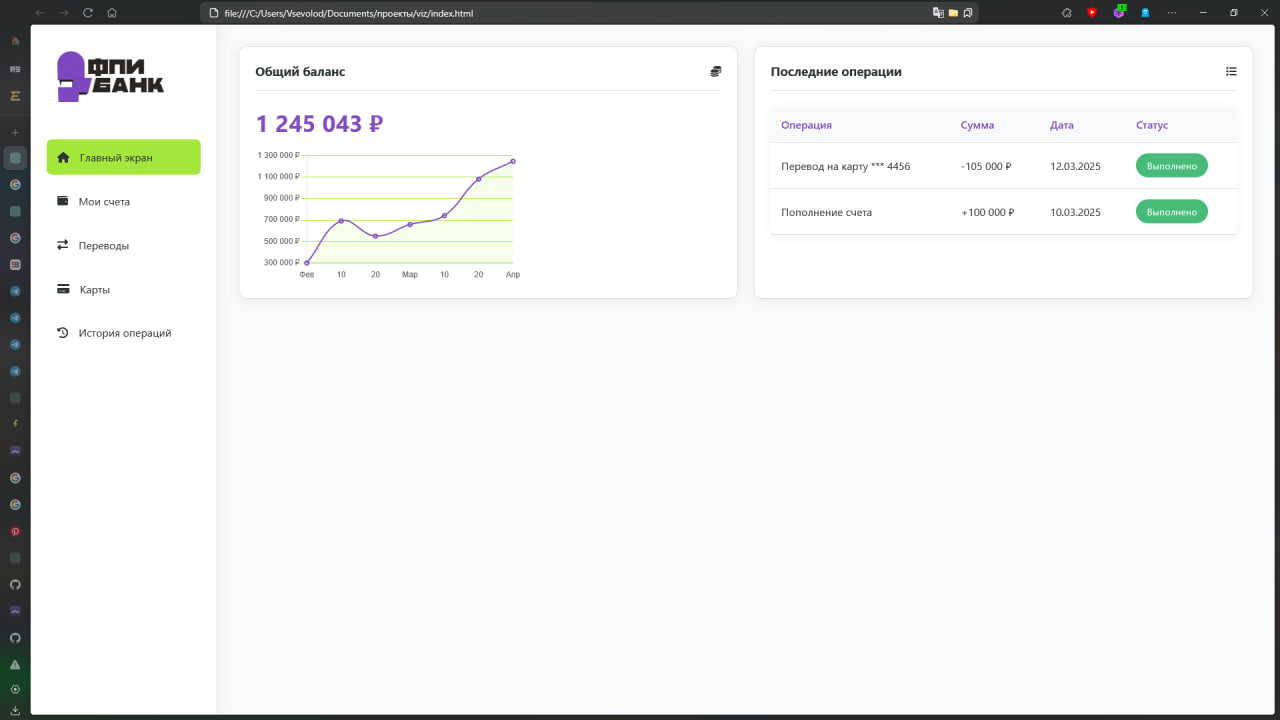 file:///C:/Users/Vsevolod/Documents/проекты/viz/index.html
ФПИ
БАНК
Главный экран
Мои счета
Переводы
Карты
История операций
Общий баланс
1 245 043 ₽
1 300 000 ₽
1 100 000 ₽
900 000 ₽
700 000 ₽
500 000 ₽
300 000 ₽
Фев 10 20 Мар 10 20 Апр
Последние операции
Операция Сумма Дата Статус
Перевод на карту *** 4456 -105 000 ₽ 12.03.2025 Выполнено
Пополнение счета +100 000 ₽ 10.03.2025 Выполнено